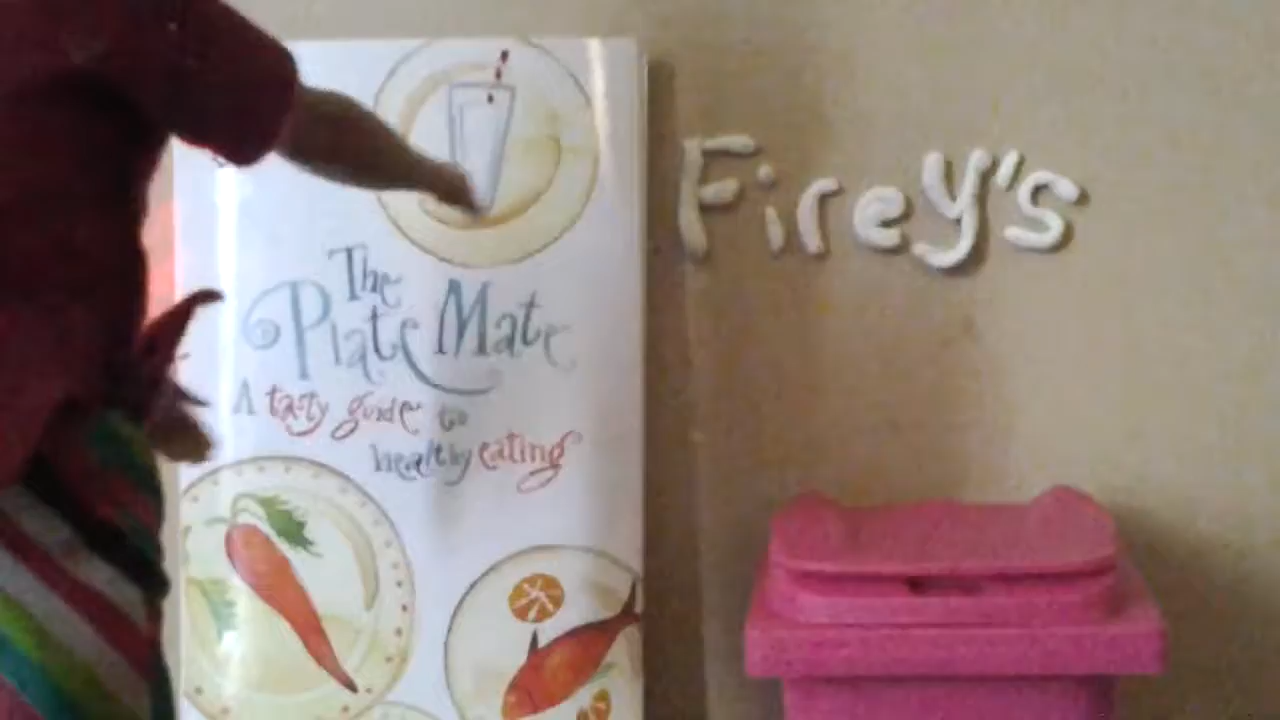 The
Plate Mate
A tasty guide to
healthy eating
Firey's